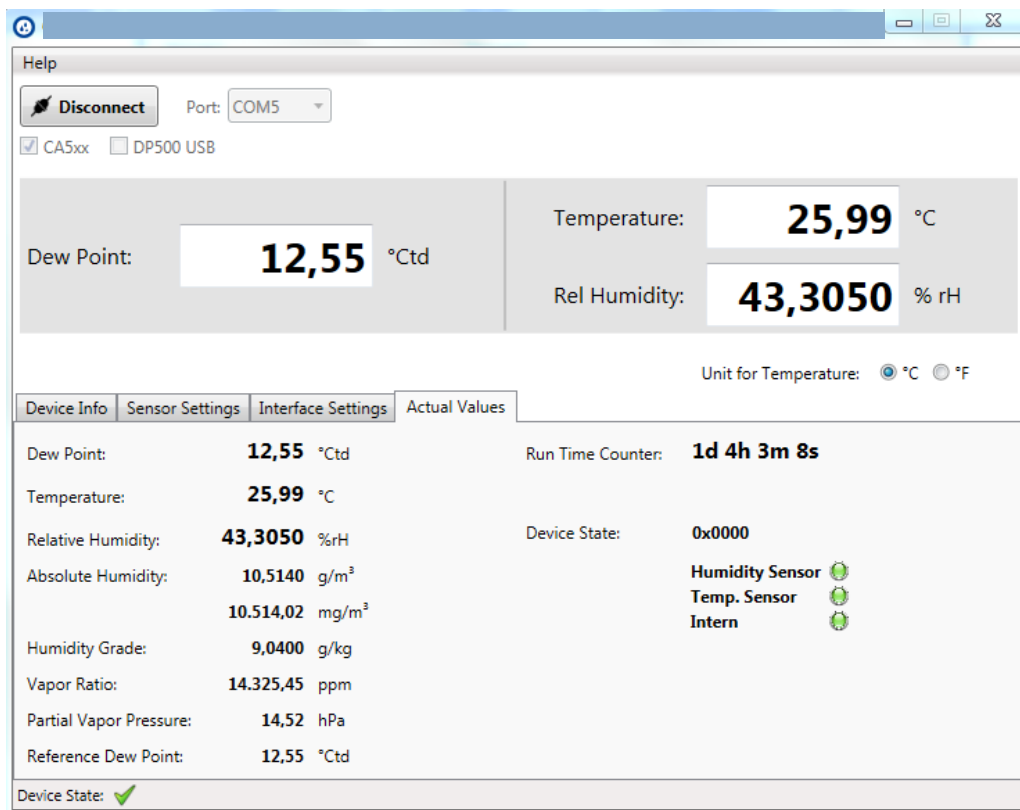 Help
Disconnect Port: COM5
CA5xx DP500 USB
Dew Point: 12,55 °Ctd
Temperature: 25,99 °C
Rel Humidity: 43,3050 % rH
Unit for Temperature: °C °F
Device Info Sensor Settings Interface Settings Actual Values
Dew Point: 12,55 °Ctd
Temperature: 25,99 °C
Relative Humidity: 43,3050 %rH
Absolute Humidity: 10,5140 g/m³
10.514,02 mg/m³
Humidity Grade: 9,0400 g/kg
Vapor Ratio: 14.325,45 ppm
Partial Vapor Pressure: 14,52 hPa
Reference Dew Point: 12,55 °Ctd
Run Time Counter: 1d 4h 3m 8s
Device State: 0x0000
Humidity Sensor
Temp. Sensor
Intern
Device State: